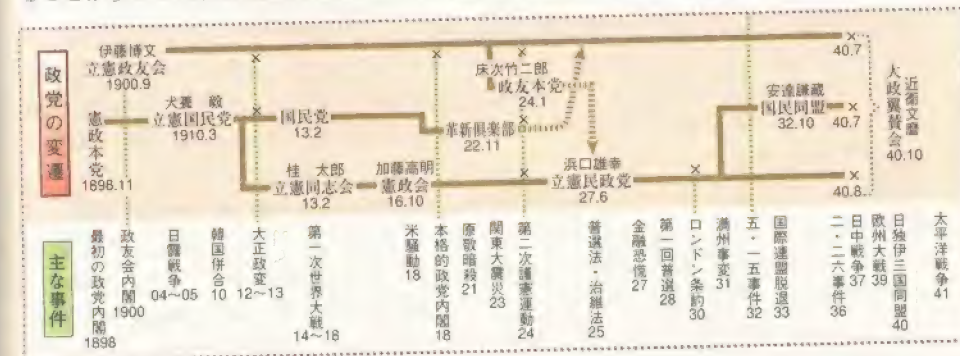 政党の変遷
伊藤博文
立憲政友会
1900.9
憲政本党
1898.11
犬養 毅
立憲国民党
1910.3
国民党
13.2
革新倶楽部
22.11
床次竹二郎
政友本党
24.1
桂 太郎
立憲同志会
13.2
加藤高明
憲政会
16.10
浜口雄幸
立憲民政党
27.6
安達謙蔵
国民同盟
32.10
40.7
40.7
40.8
近衛文麿
大政翼賛会
40.10
主な事件
最初の政党内閣 1898
政友会内閣 1900
日露戦争 04〜05
韓国併合 10
大正政変 12〜13
第一次世界大戦 14〜18
米騒動 18
本格的政党内閣 18
原敬暗殺 21
関東大震災 23
第二次護憲運動 24
普選法・治維法 25
金融恐慌 27
第一回普選 28
ロンドン条約 30
満州事変 31
五・一五事件 32
国際連盟脱退 33
二・二六事件 36
日中戦争 37
欧州大戦 39
日独伊三国同盟 40
太平洋戦争 41